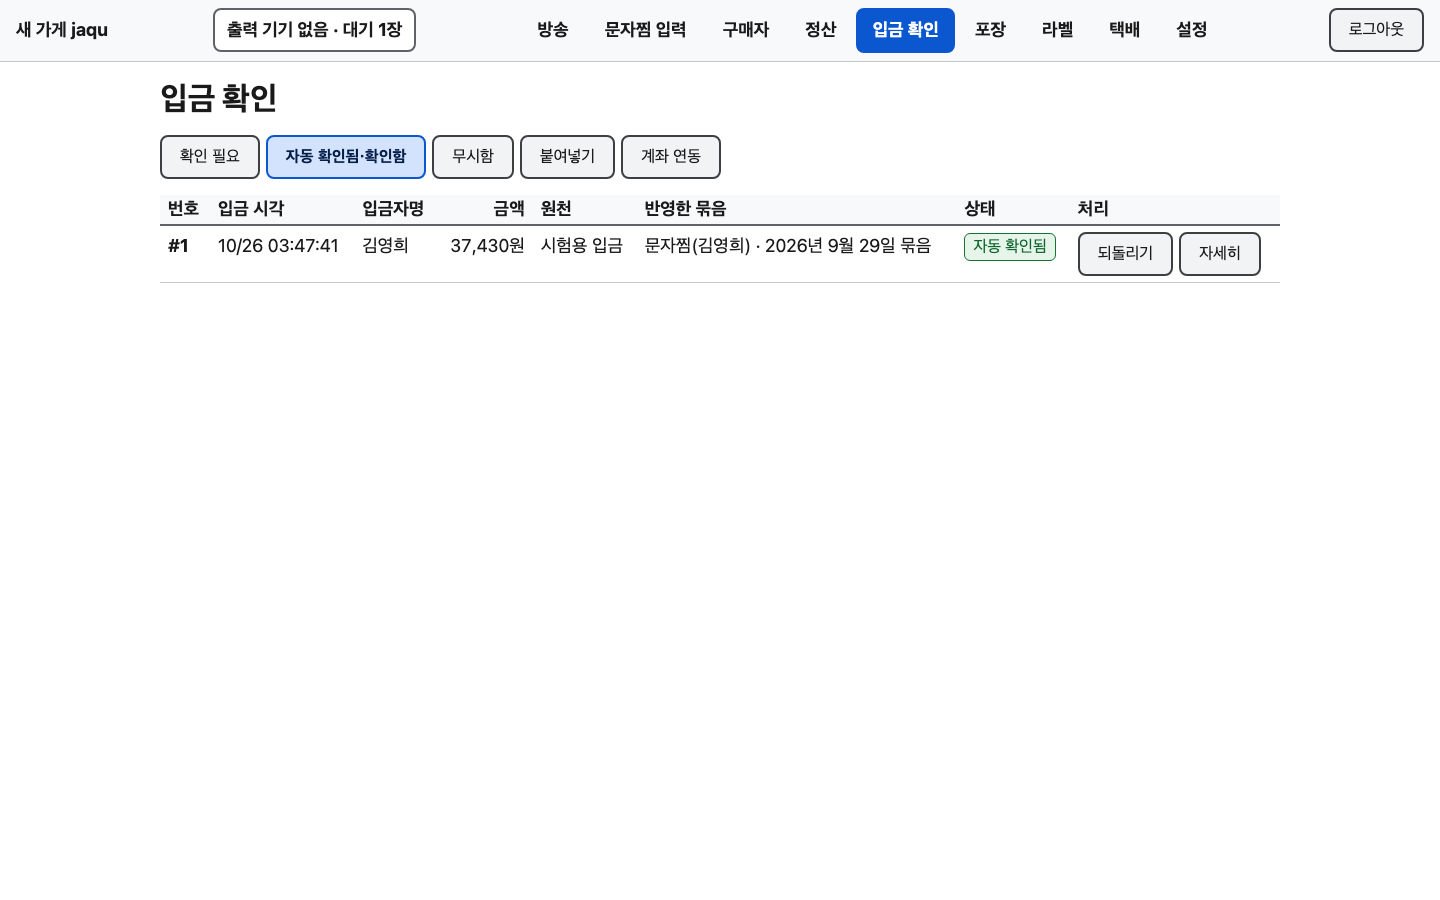 새 가게 jaqu
출력 기기 없음 · 대기 1장
방송 문자찜 입력 구매자 정산 입금 확인 포장 라벨 택배 설정
로그아웃
입금 확인
확인 필요 자동 확인됨·확인함 무시함 붙여넣기 계좌 연동
번호 입금 시각 입금자명 금액 원천 반영한 묶음 상태 처리
#1 10/26 03:47:41 김영희 37,430원 시험용 입금 문자찜(김영희) · 2026년 9월 29일 묶음 자동 확인됨 되돌리기 자세히